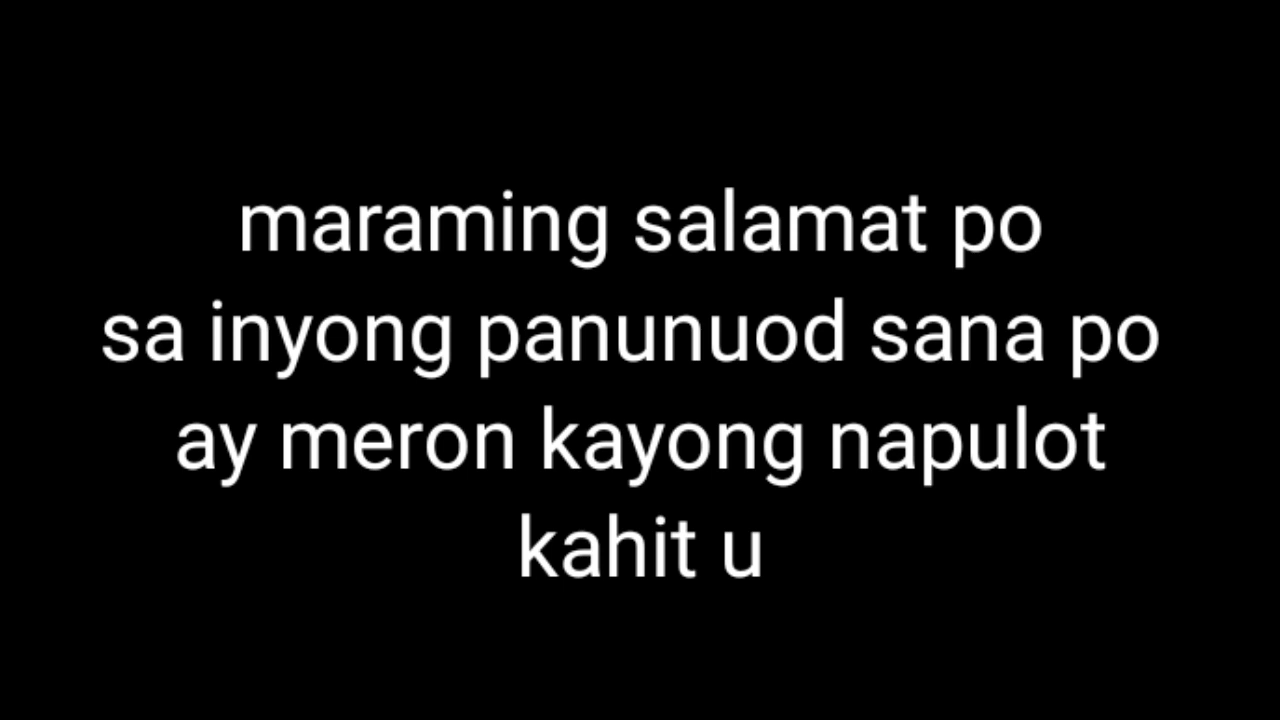 maraming salamat po
sa inyong panunuod sana po
ay meron kayong napulot
kahit u